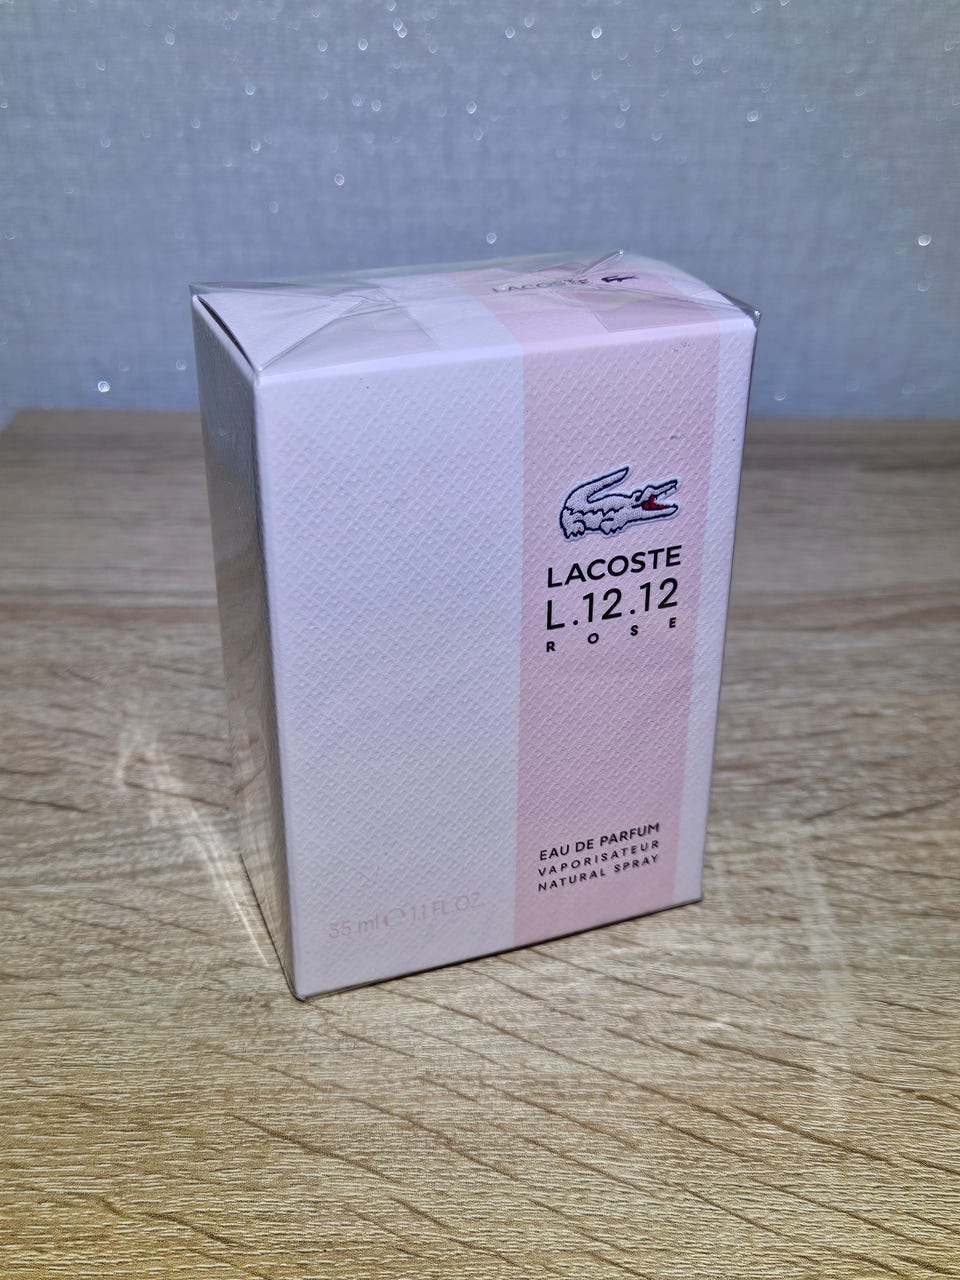 LACOSTE
LACOSTE
L.12.12
ROSE
EAU DE PARFUM
VAPORISATEUR
NATURAL SPRAY
35 ml ℮ 1.1 FL.OZ.